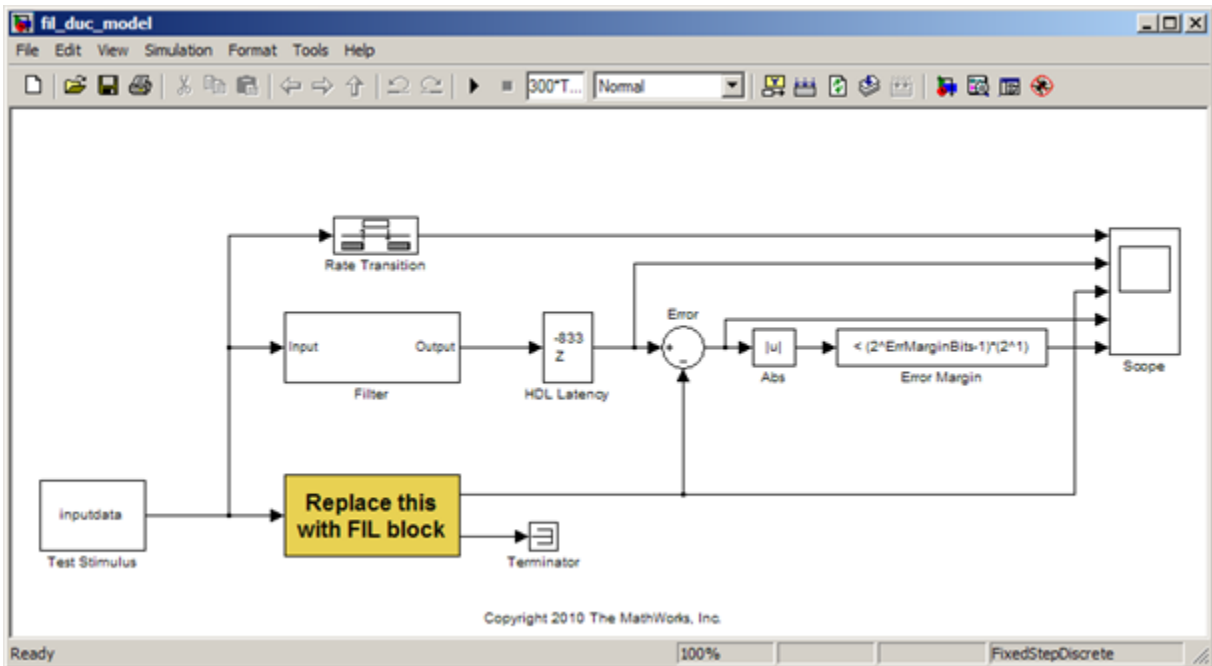 fil_duc_model
File Edit View Simulation Format Tools Help
300*T... Normal
Rate Transition
Input Output
Filter
-833
Z
HDL Latency
Error
|u|
Abs
< (2^ErrMarginBits-1)*(2^1)
Error Margin
Scope
inputdata
Test Stimulus
Replace this
with FIL block
Terminator
Copyright 2010 The MathWorks, Inc.
Ready 100% FixedStepDiscrete